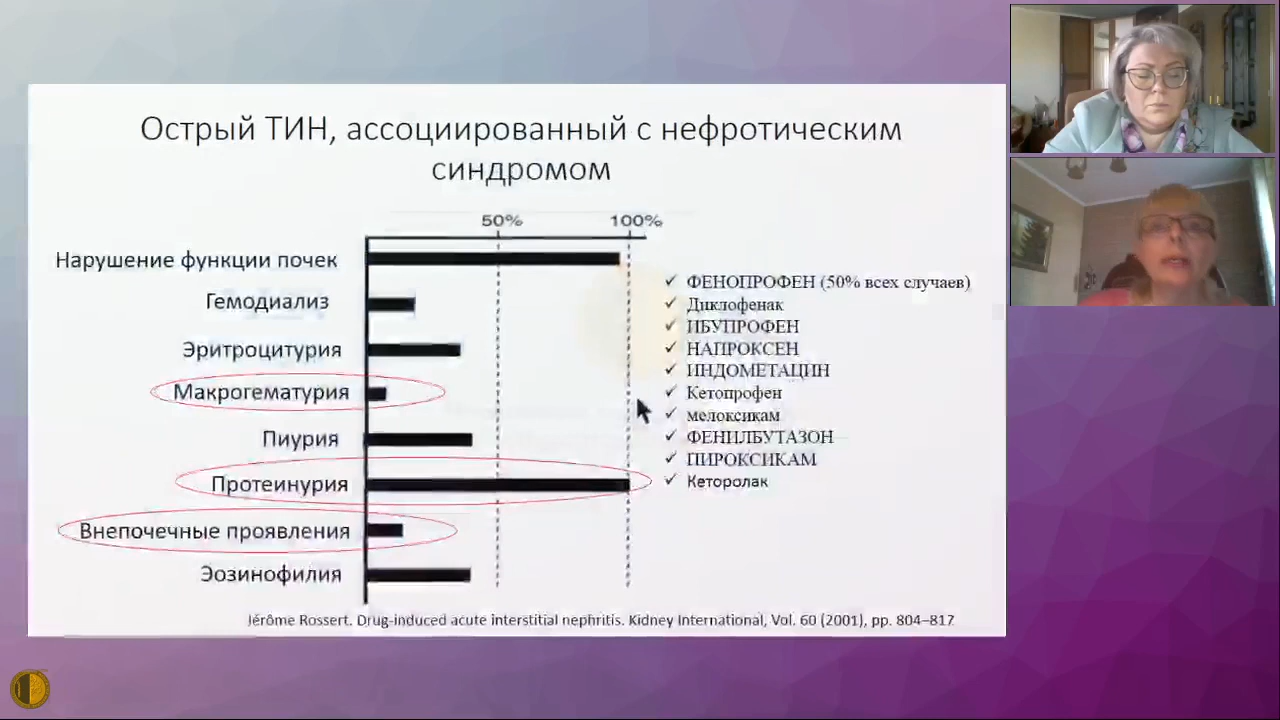 Острый ТИН, ассоциированный с нефротическим
синдромом
50% 100%
Нарушение функции почек
Гемодиализ
Эритроцитурия
Макрогематурия
Пиурия
Протеинурия
Внепочечные проявления
Эозинофилия
✓ ФЕНОПРОФЕН (50% всех случаев)
✓ Диклофенак
✓ ИБУПРОФЕН
✓ НАПРОКСЕН
✓ ИНДОМЕТАЦИН
✓ Кетопрофен
✓ мелоксикам
✓ ФЕНИЛБУТАЗОН
✓ ПИРОКСИКАМ
✓ Кеторолак
Jérôme Rossert. Drug-induced acute interstitial nephritis. Kidney International, Vol. 60 (2001), pp. 804–817